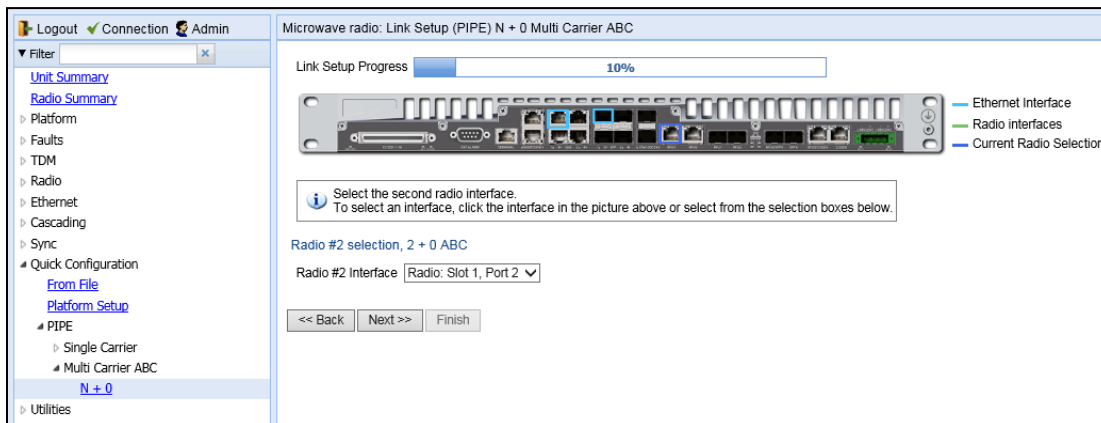 Logout Connection Admin
Microwave radio: Link Setup (PIPE) N + 0 Multi Carrier ABC
Filter
Unit Summary
Radio Summary
Platform
Faults
TDM
Radio
Ethernet
Cascading
Sync
Quick Configuration
From File
Platform Setup
PIPE
Single Carrier
Multi Carrier ABC
N + 0
Utilities
Link Setup Progress 10%
Ethernet Interface
Radio interfaces
Current Radio Selection
Select the second radio interface.
To select an interface, click the interface in the picture above or select from the selection boxes below.
Radio #2 selection, 2 + 0 ABC
Radio #2 Interface Radio: Slot 1, Port 2
<< Back Next >> Finish